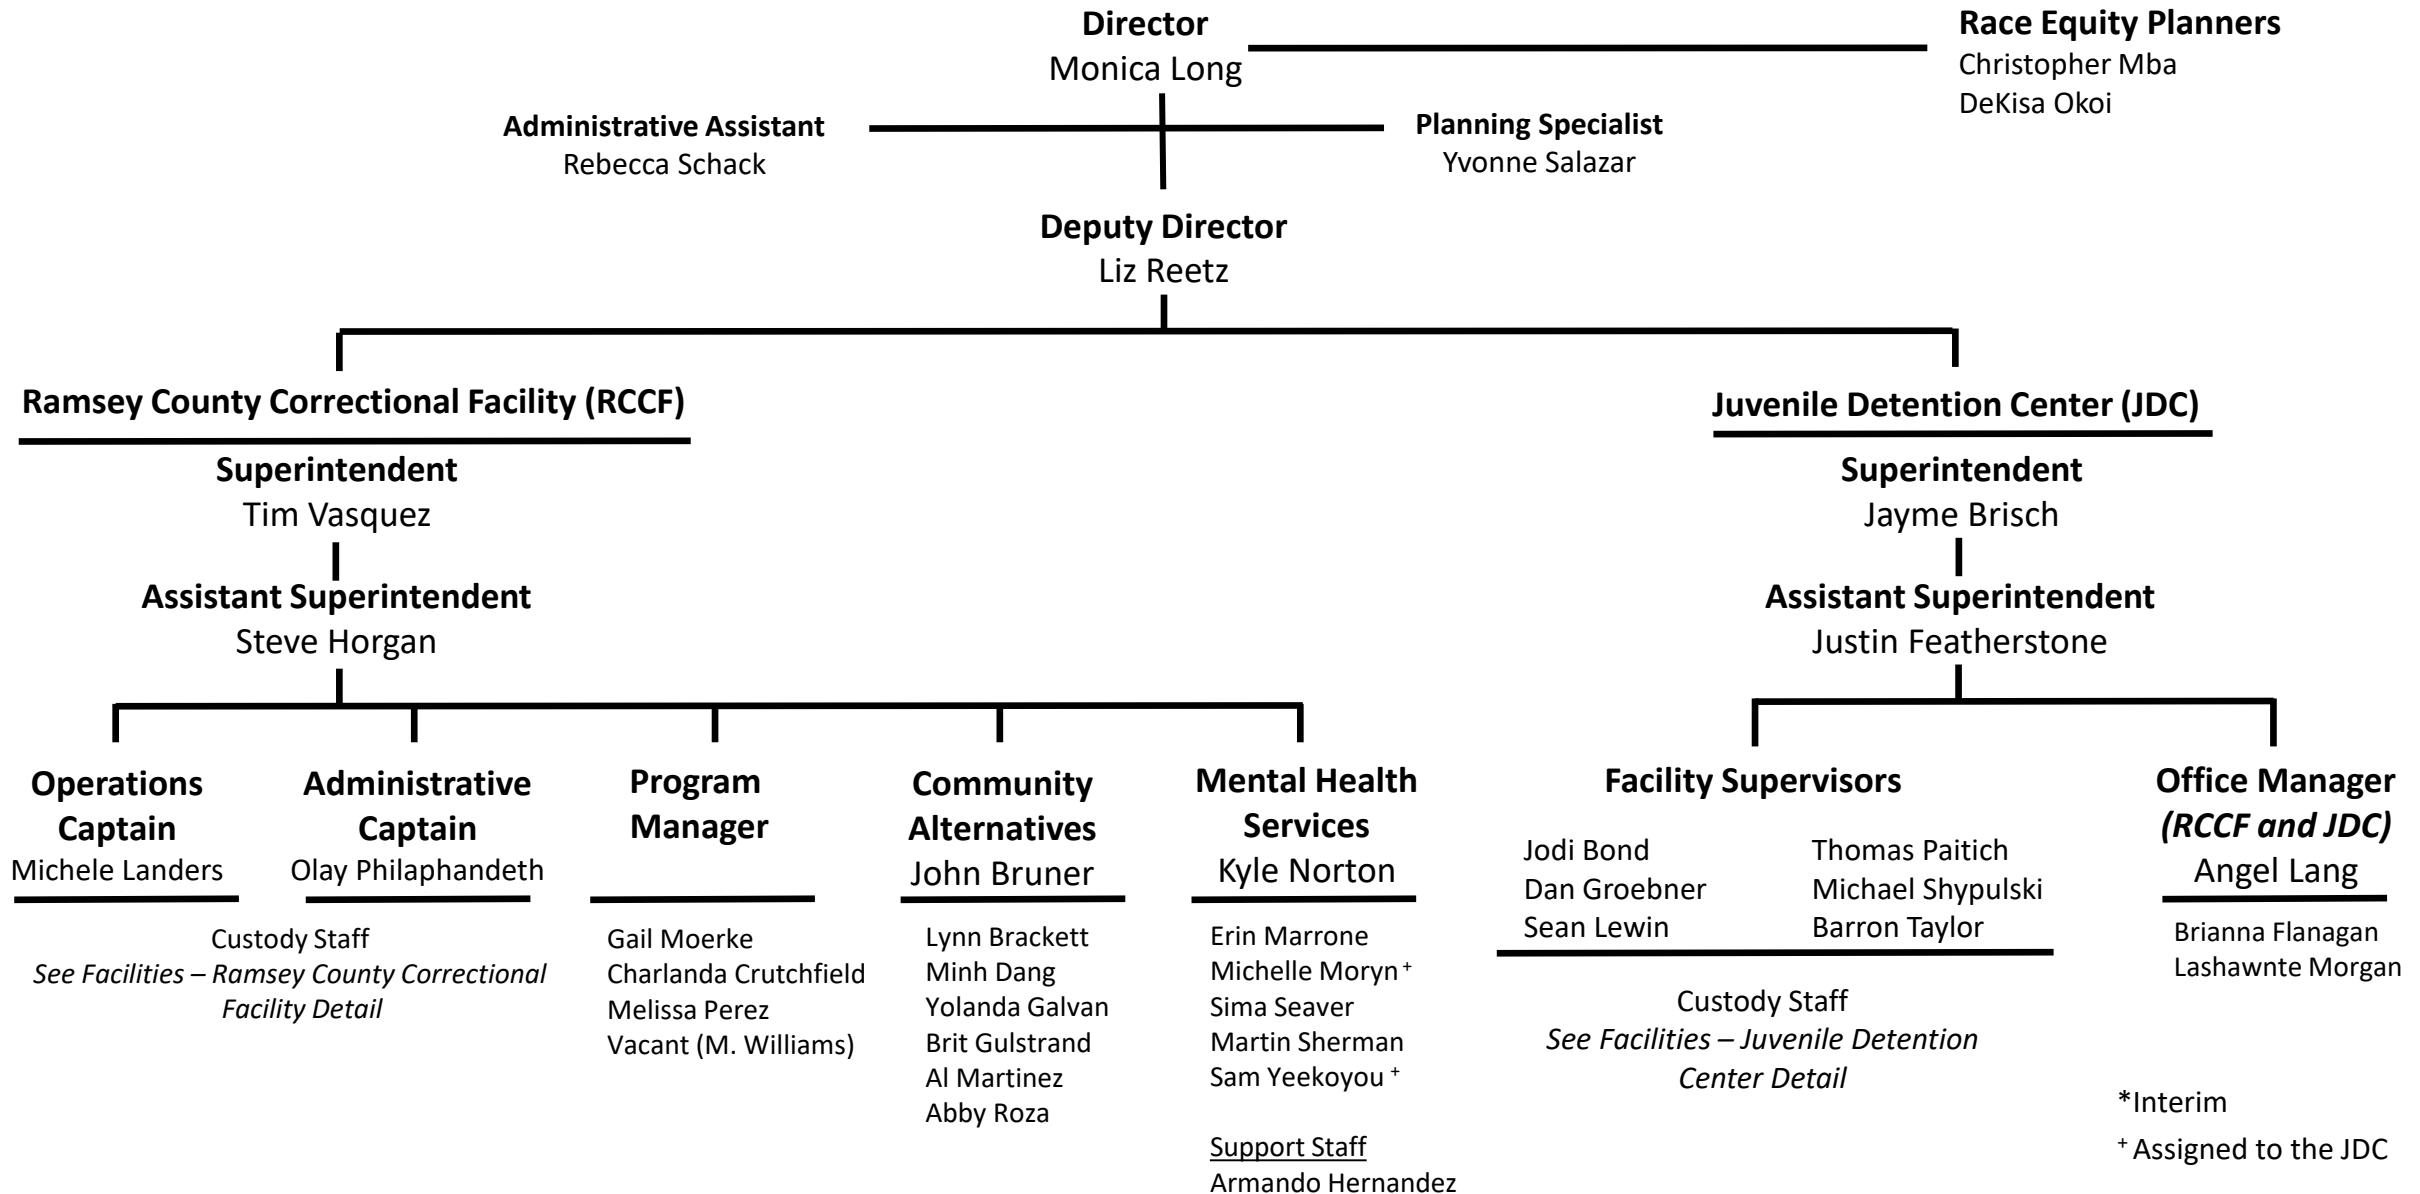 Director
Monica Long
Race Equity Planners
Christopher Mba
DeKisa Okoi
Administrative Assistant
Rebecca Schack
Planning Specialist
Yvonne Salazar
Deputy Director
Liz Reetz
Ramsey County Correctional Facility (RCCF)
Superintendent
Tim Vasquez
Assistant Superintendent
Steve Horgan
Operations
Captain
Michele Landers
Administrative
Captain
Olay Philaphandeth
Custody Staff
See Facilities – Ramsey County Correctional
Facility Detail
Program
Manager
Gail Moerke
Charlanda Crutchfield
Melissa Perez
Vacant (M. Williams)
Community
Alternatives
John Bruner
Lynn Brackett
Minh Dang
Yolanda Galvan
Brit Gulstrand
Al Martinez
Abby Roza
Mental Health
Services
Kyle Norton
Erin Marrone
Michelle Moryn +
Sima Seaver
Martin Sherman
Sam Yeekoyou +
Support Staff
Armando Hernandez
Juvenile Detention Center (JDC)
Superintendent
Jayme Brisch
Assistant Superintendent
Justin Featherstone
Facility Supervisors
Jodi Bond
Dan Groebner
Sean Lewin
Thomas Paitich
Michael Shypulski
Barron Taylor
Custody Staff
See Facilities – Juvenile Detention
Center Detail
Office Manager
(RCCF and JDC)
Angel Lang
Brianna Flanagan
Lashawnte Morgan
*Interim
+ Assigned to the JDC